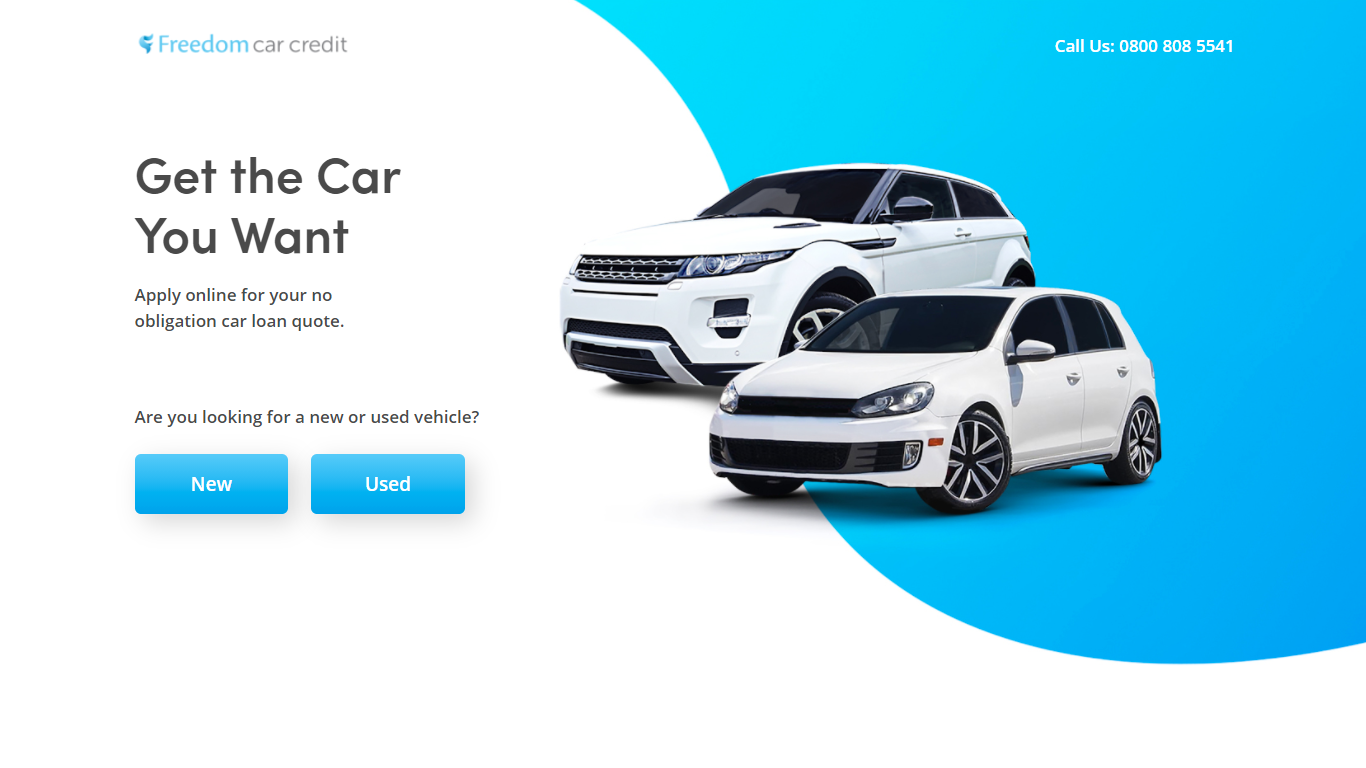 Freedom car credit
Call Us: 0800 808 5541
Get the Car
You Want
Apply online for your no
obligation car loan quote.
Are you looking for a new or used vehicle?
New
Used